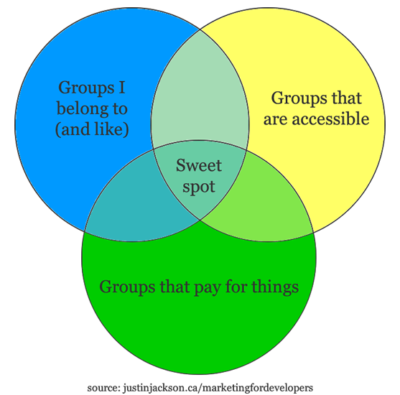 Groups I
belong to
(and like)
Groups that
are accessible
Sweet
spot
Groups that pay for things
source: justinjackson.ca/marketingfordevelopers